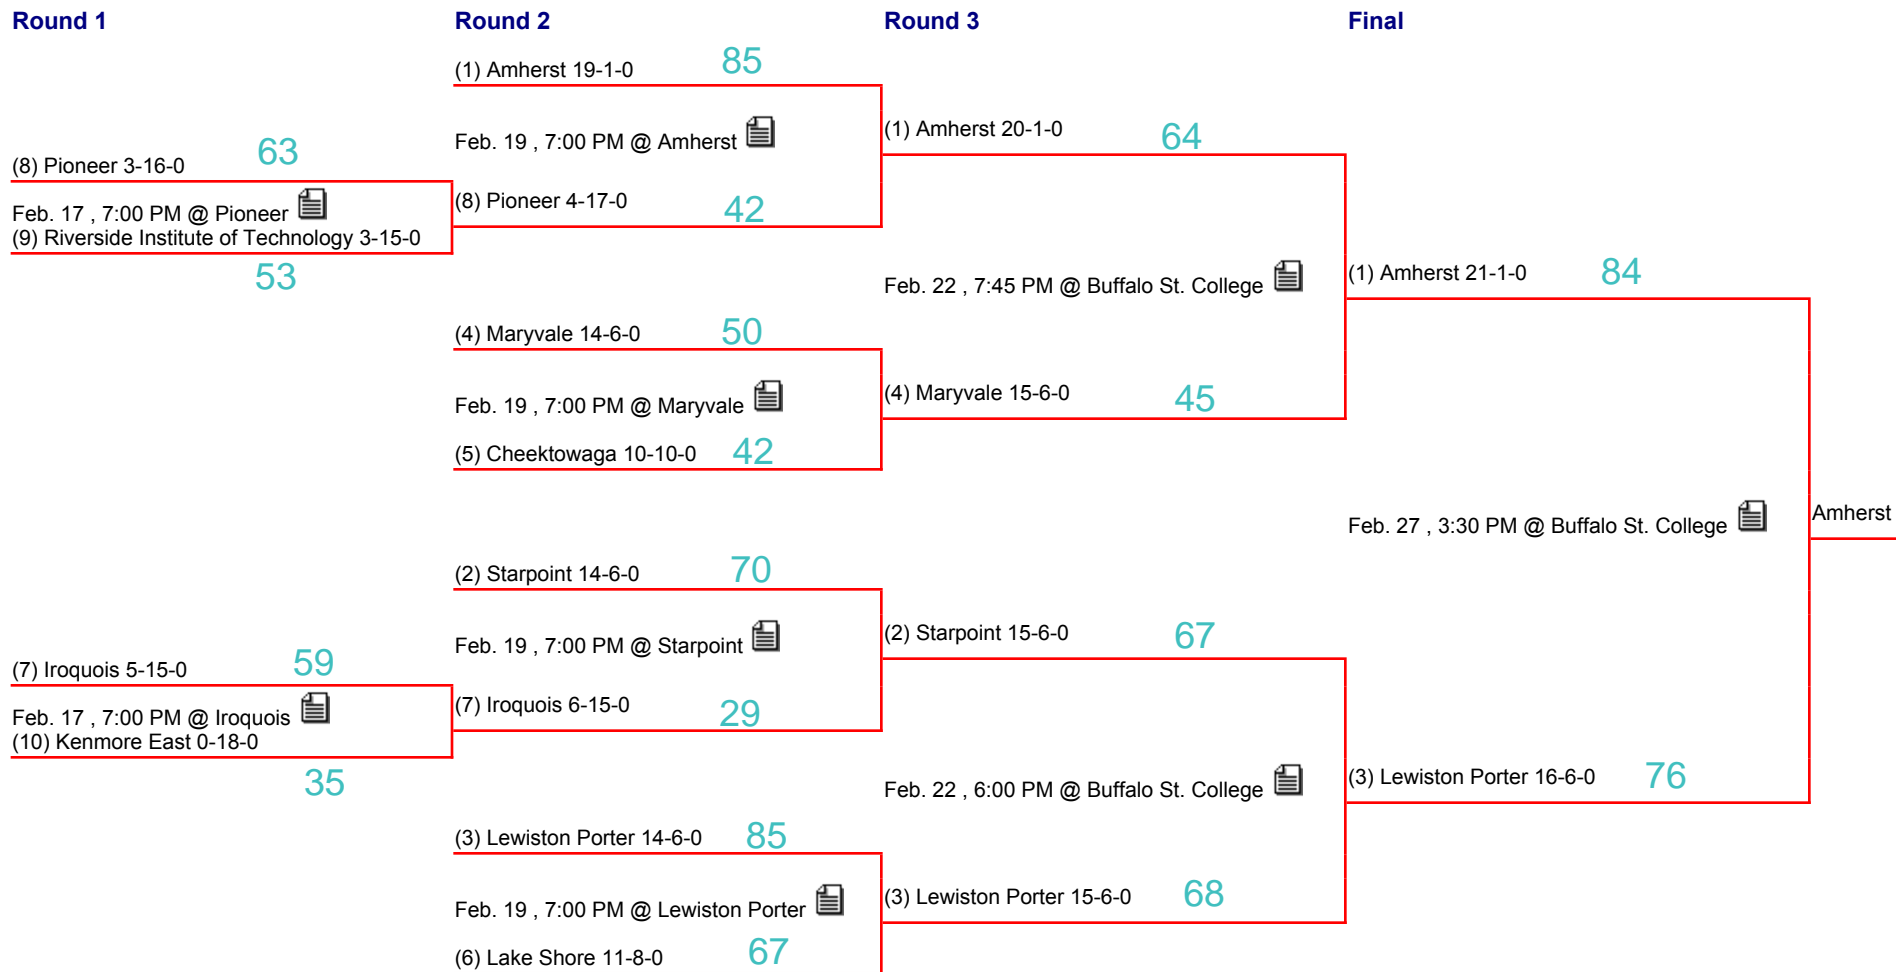 Round 1
Round 2
Round 3
Final
(8) Pioneer 3-16-0
63
Feb. 17 , 7:00 PM @ Pioneer
(9) Riverside Institute of Technology 3-15-0
53
(7) Iroquois 5-15-0
59
Feb. 17 , 7:00 PM @ Iroquois
(10) Kenmore East 0-18-0
35
(1) Amherst 19-1-0
85
Feb. 19 , 7:00 PM @ Amherst
(8) Pioneer 4-17-0
42
(4) Maryvale 14-6-0
50
Feb. 19 , 7:00 PM @ Maryvale
(5) Cheektowaga 10-10-0
42
(2) Starpoint 14-6-0
70
Feb. 19 , 7:00 PM @ Starpoint
(7) Iroquois 6-15-0
29
(3) Lewiston Porter 14-6-0
85
Feb. 19 , 7:00 PM @ Lewiston Porter
(6) Lake Shore 11-8-0
67
(1) Amherst 20-1-0
64
Feb. 22 , 7:45 PM @ Buffalo St. College
(4) Maryvale 15-6-0
45
(2) Starpoint 15-6-0
67
Feb. 22 , 6:00 PM @ Buffalo St. College
(3) Lewiston Porter 15-6-0
68
(1) Amherst 21-1-0
84
Feb. 27 , 3:30 PM @ Buffalo St. College
(3) Lewiston Porter 16-6-0
76
Amherst